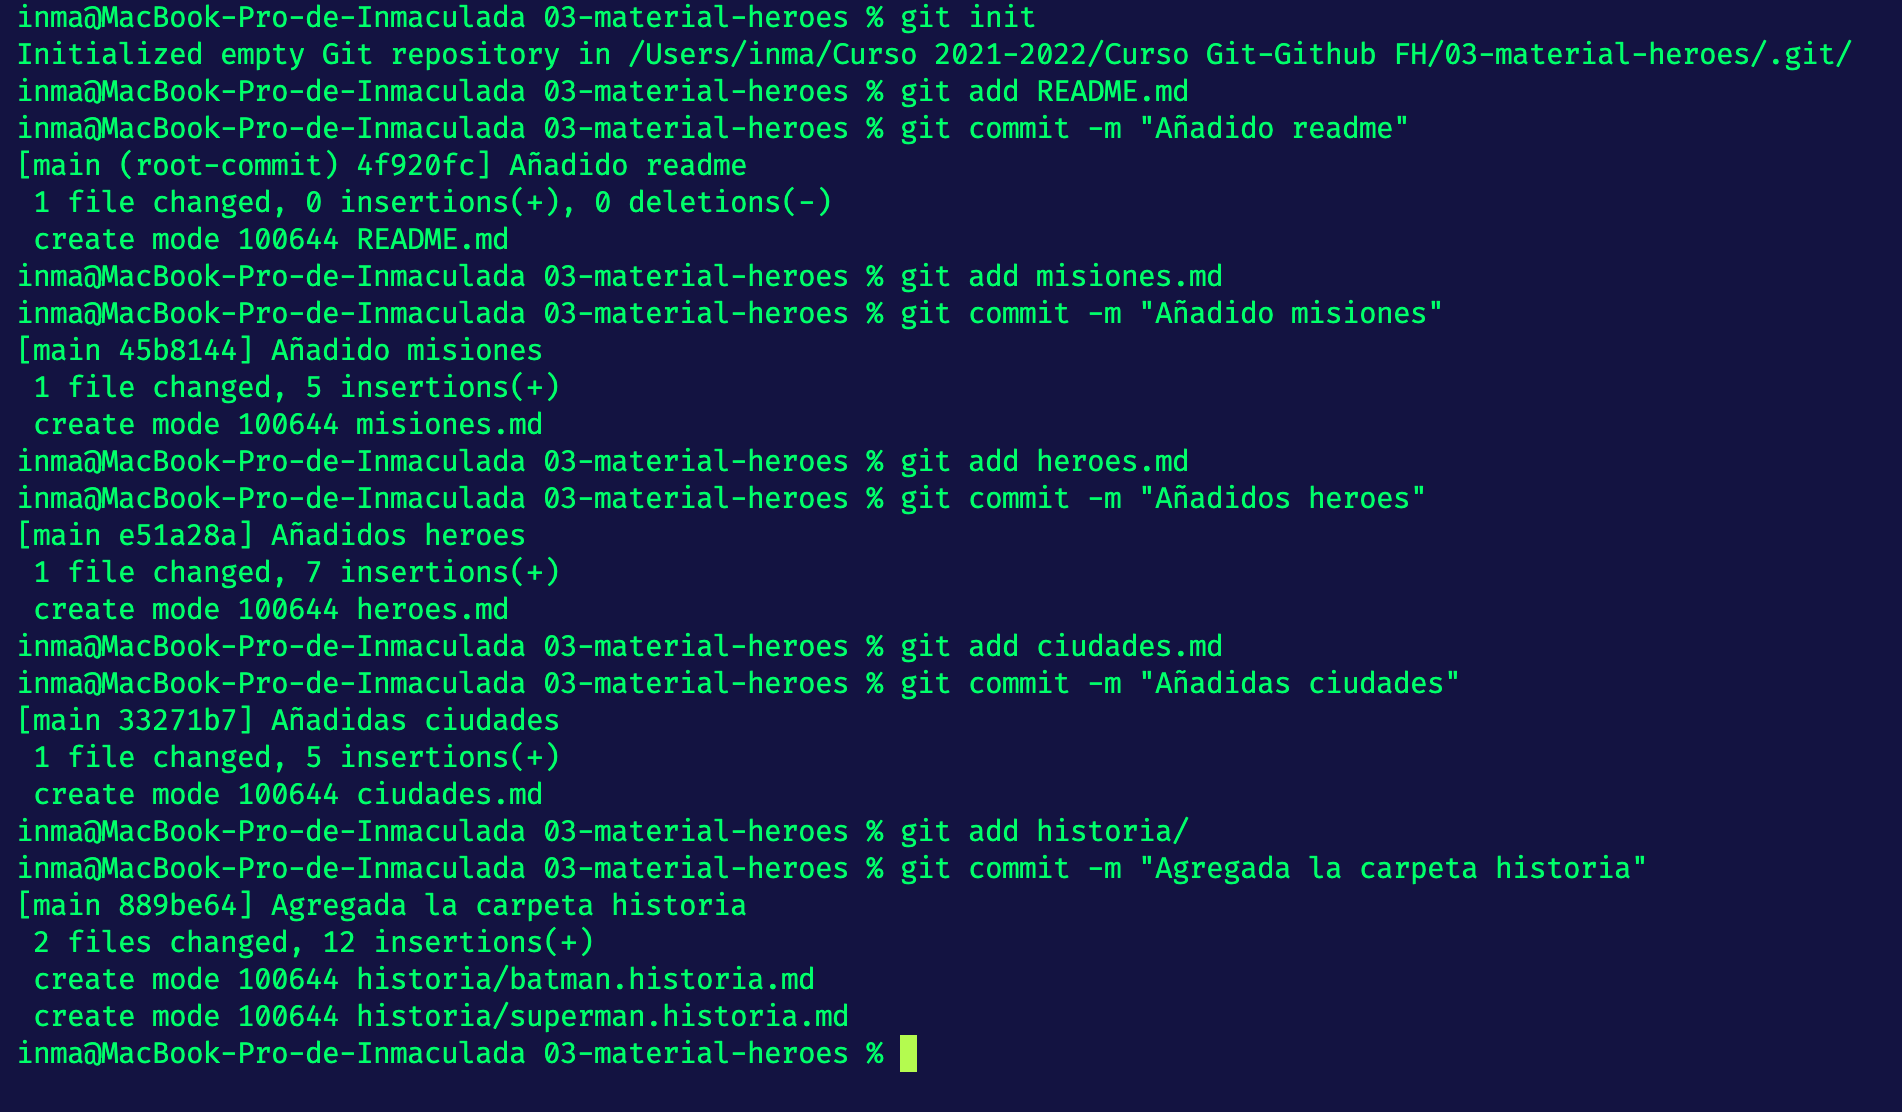 inma@MacBook-Pro-de-Inmaculada 03-material-heroes % git init
Initialized empty Git repository in /Users/inma/Curso 2021-2022/Curso Git-Github FH/03-material-heroes/.git/
inma@MacBook-Pro-de-Inmaculada 03-material-heroes % git add README.md
inma@MacBook-Pro-de-Inmaculada 03-material-heroes % git commit -m "Añadido readme"
[main (root-commit) 4f920fc] Añadido readme
 1 file changed, 0 insertions(+), 0 deletions(-)
 create mode 100644 README.md
inma@MacBook-Pro-de-Inmaculada 03-material-heroes % git add misiones.md
inma@MacBook-Pro-de-Inmaculada 03-material-heroes % git commit -m "Añadido misiones"
[main 45b8144] Añadido misiones
 1 file changed, 5 insertions(+)
 create mode 100644 misiones.md
inma@MacBook-Pro-de-Inmaculada 03-material-heroes % git add heroes.md
inma@MacBook-Pro-de-Inmaculada 03-material-heroes % git commit -m "Añadidos heroes"
[main e51a28a] Añadidos heroes
 1 file changed, 7 insertions(+)
 create mode 100644 heroes.md
inma@MacBook-Pro-de-Inmaculada 03-material-heroes % git add ciudades.md
inma@MacBook-Pro-de-Inmaculada 03-material-heroes % git commit -m "Añadidas ciudades"
[main 33271b7] Añadidas ciudades
 1 file changed, 5 insertions(+)
 create mode 100644 ciudades.md
inma@MacBook-Pro-de-Inmaculada 03-material-heroes % git add historia/
inma@MacBook-Pro-de-Inmaculada 03-material-heroes % git commit -m "Agregada la carpeta historia"
[main 889be64] Agregada la carpeta historia
 2 files changed, 12 insertions(+)
 create mode 100644 historia/batman.historia.md
 create mode 100644 historia/superman.historia.md
inma@MacBook-Pro-de-Inmaculada 03-material-heroes %